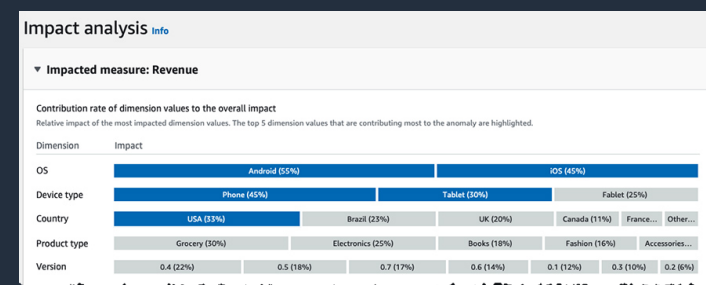 Impact analysis Info
▼ Impacted measure: Revenue
Contribution rate of dimension values to the overall impact
Relative impact of the most impacted dimension values. The top 5 dimension values that are contributing most to the anomaly are highlighted.
Dimension Impact
OS Android (55%) iOS (45%)
Device type Phone (45%) Tablet (30%) Fablet (25%)
Country USA (33%) Brazil (23%) UK (20%) Canada (11%) France... Other...
Product type Grocery (30%) Electronics (25%) Books (18%) Fashion (16%) Accessories...
Version 0.4 (22%) 0.5 (18%) 0.7 (17%) 0.6 (14%) 0.1 (12%) 0.3 (10%) 0.2 (6%)